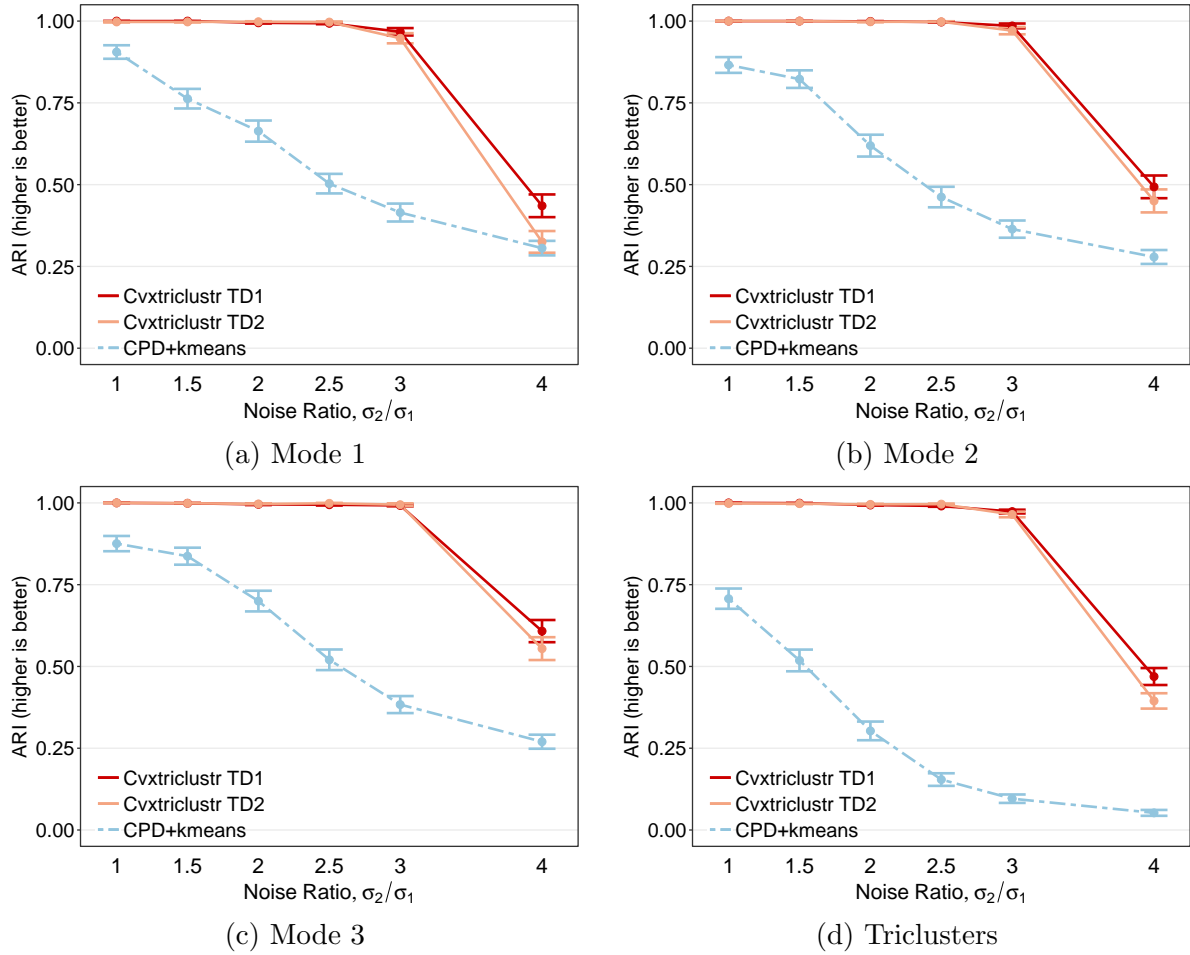 1.00
0.75
0.50
0.25
0.00
ARI (higher is better)
Cvxtriclustr TD1
Cvxtriclustr TD2
CPD+kmeans
1 1.5 2 2.5 3 4
Noise Ratio, σ₂/σ₁
(a) Mode 1
1.00
0.75
0.50
0.25
0.00
ARI (higher is better)
Cvxtriclustr TD1
Cvxtriclustr TD2
CPD+kmeans
1 1.5 2 2.5 3 4
Noise Ratio, σ₂/σ₁
(b) Mode 2
1.00
0.75
0.50
0.25
0.00
ARI (higher is better)
Cvxtriclustr TD1
Cvxtriclustr TD2
CPD+kmeans
1 1.5 2 2.5 3 4
Noise Ratio, σ₂/σ₁
(c) Mode 3
1.00
0.75
0.50
0.25
0.00
ARI (higher is better)
Cvxtriclustr TD1
Cvxtriclustr TD2
CPD+kmeans
1 1.5 2 2.5 3 4
Noise Ratio, σ₂/σ₁
(d) Triclusters